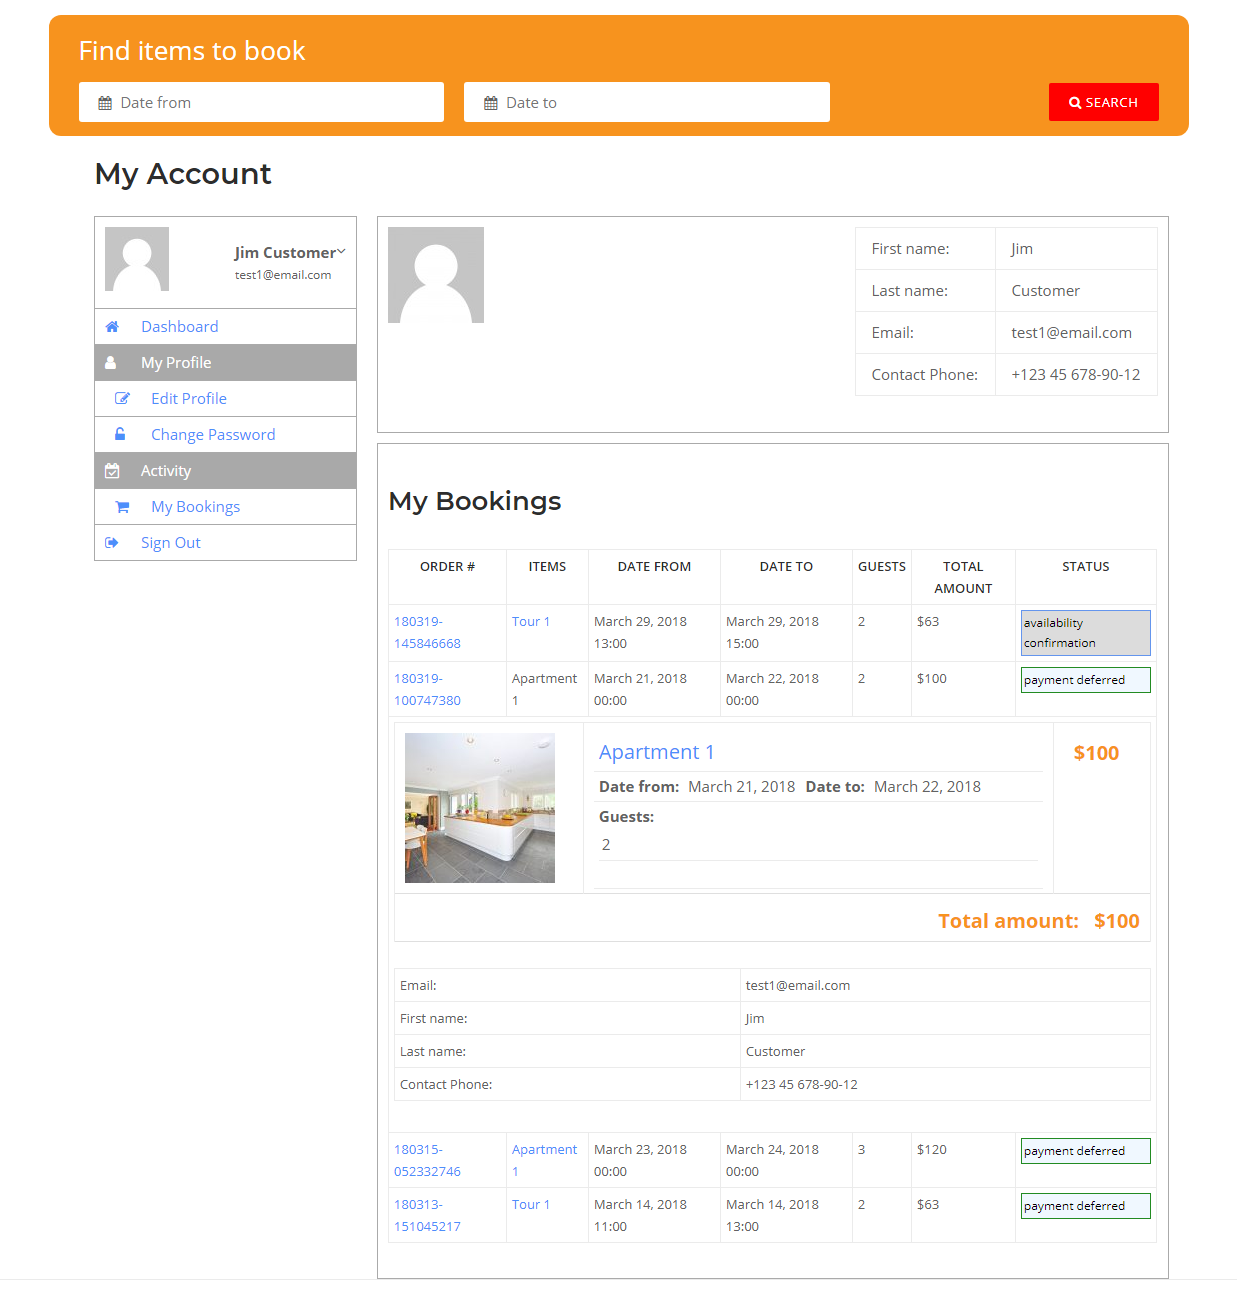 Find items to book
Date from
Date to
SEARCH
My Account
Jim Customer
test1@email.com
Dashboard
My Profile
Edit Profile
Change Password
Activity
My Bookings
Sign Out
First name: Jim
Last name: Customer
Email: test1@email.com
Contact Phone: +123 45 678-90-12
My Bookings
ORDER # ITEMS DATE FROM DATE TO GUESTS TOTAL STATUS
AMOUNT
180319- Tour 1 March 29, 2018 March 29, 2018 2 $63 availability
145846668 13:00 15:00 confirmation
180319- Apartment March 21, 2018 March 22, 2018 2 $100 payment deferred
100747380 1 00:00 00:00
Apartment 1 $100
Date from: March 21, 2018 Date to: March 22, 2018
Guests:
2
Total amount: $100
Email: test1@email.com
First name: Jim
Last name: Customer
Contact Phone: +123 45 678-90-12
180315- Apartment March 23, 2018 March 24, 2018 3 $120 payment deferred
052332746 1 00:00 00:00
180313- Tour 1 March 14, 2018 March 14, 2018 2 $63 payment deferred
151045217 11:00 13:00